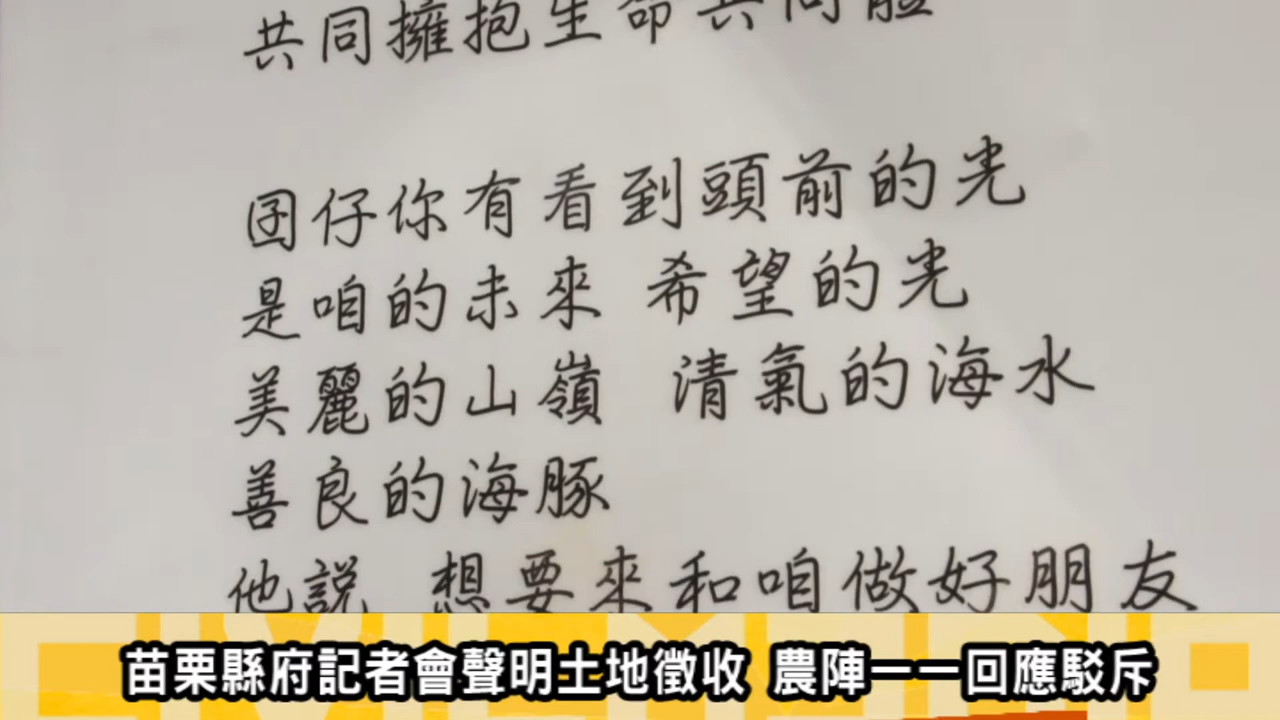 共同擁抱生命共同體
囝仔你有看到頭前的光
是咱的未來 希望的光
美麗的山嶺 清氣的海水
善良的海豚
他說 想要來和咱做好朋友
苗栗縣府記者會聲明土地徵收 農陣一一回應駁斥